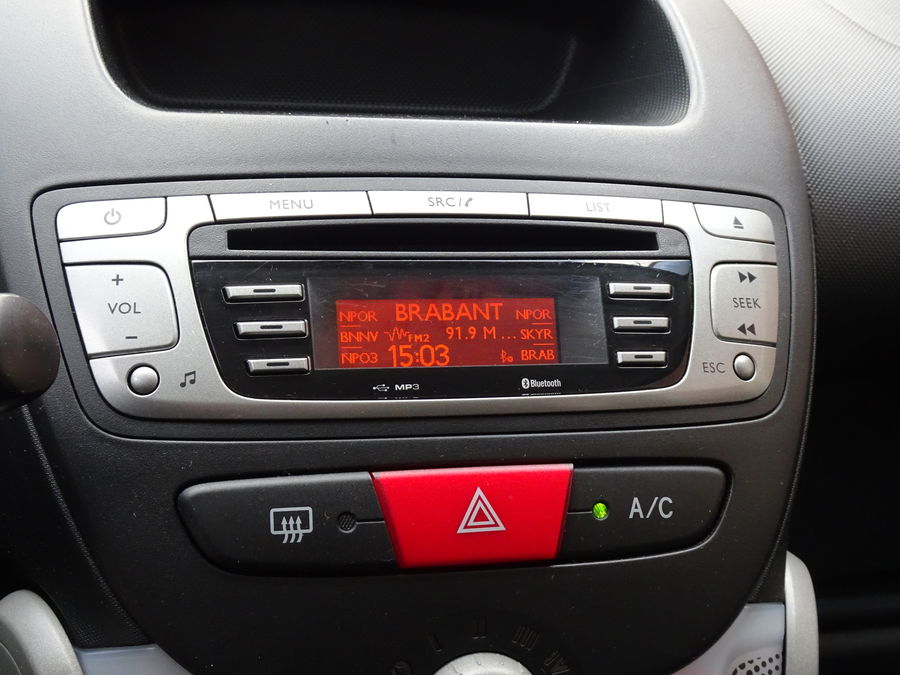 MENU SRC/ LIST
+
VOL
-
SEEK
ESC
NPOR BRABANT NPOR
BNNV FM2 91.9 M ... SKYR
NPO3 15:03 BRAB
MP3 Bluetooth
A/C